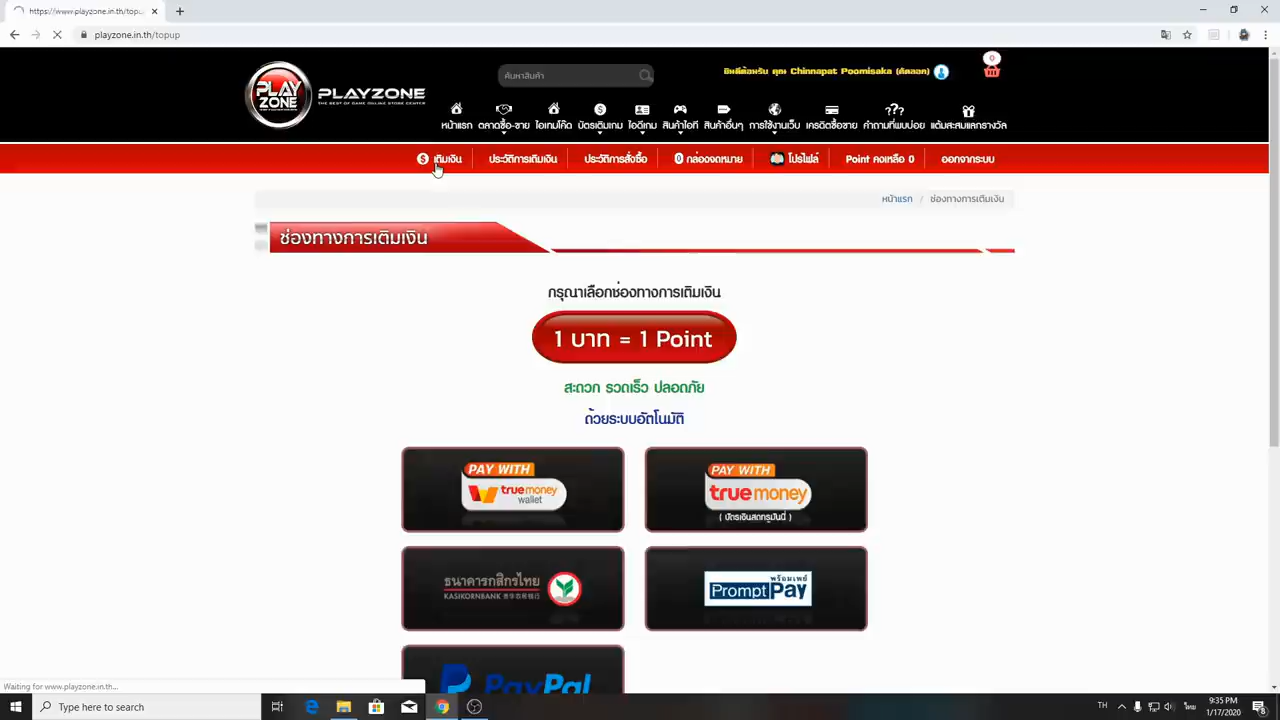 https://www.playzone.in.th/topu...
playzone.in.th/topup
PLAY ZONE
PLAYZONE
THE BEST OF GAME ONLINE STORE CENTER
ค้นหาสินค้า
ยินดีต้อนรับ คุณ Chinnapat Poomisaka (คัดลอก)
0
หน้าแรก ตลาดซื้อ-ขาย ไอเทมโค๊ด บัตรเติมเกม ไอดีเกม สินค้าไอที สินค้าอื่นๆ การใช้งานเว็บ เครดิตซื้อขาย คำถามที่พบบ่อย แต้มสะสมแลกรางวัล
เติมเงิน ประวัติการเติมเงิน ประวัติการสั่งซื้อ 0 กล่องจดหมาย โปรไฟล์ Point คงเหลือ 0 ออกจากระบบ
หน้าแรก / ช่องทางการเติมเงิน
ช่องทางการเติมเงิน
กรุณาเลือกช่องทางการเติมเงิน
1 บาท = 1 Point
สะดวก รวดเร็ว ปลอดภัย
ด้วยระบบอัตโนมัติ
PAY WITH
truemoney
wallet
PAY WITH
truemoney
( บัตรเงินสดทรูมันนี่ )
ธนาคารกสิกรไทย
KASIKORNBANK
พร้อมเพย์
PromptPay
PayPal
Waiting for www.playzone.in.th...
Type here to search
TH
ไทย
9:35 PM
1/17/2020
8